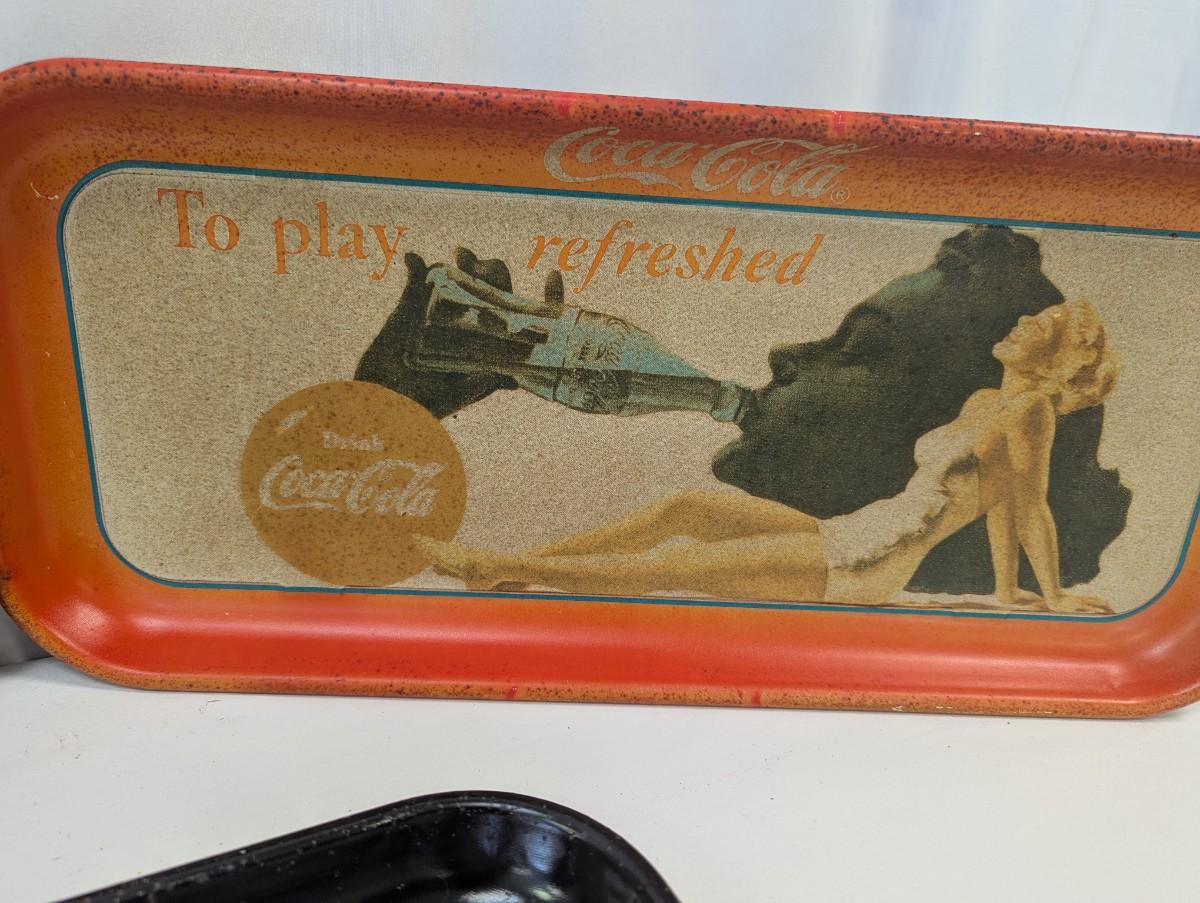 Coca-Cola®
To play refreshed
Drink
Coca-Cola